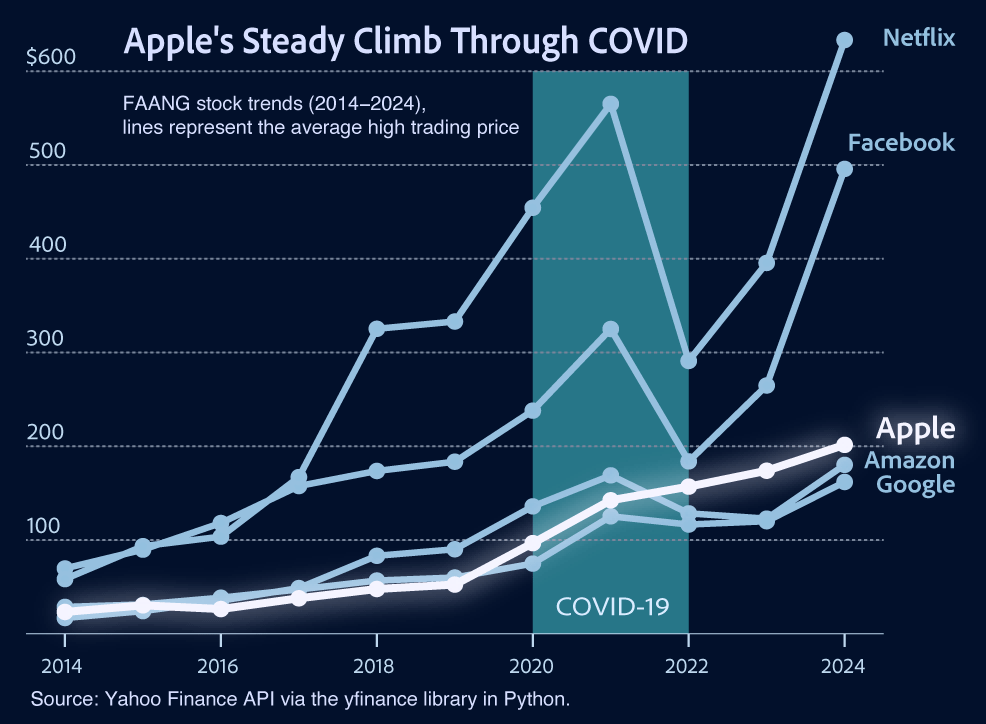 Apple's Steady Climb Through COVID
$600
Netflix
FAANG stock trends (2014–2024),
lines represent the average high trading price
500
Facebook
400
300
200
Apple
Amazon
Google
100
COVID-19
2014 2016 2018 2020 2022 2024
Source: Yahoo Finance API via the yfinance library in Python.